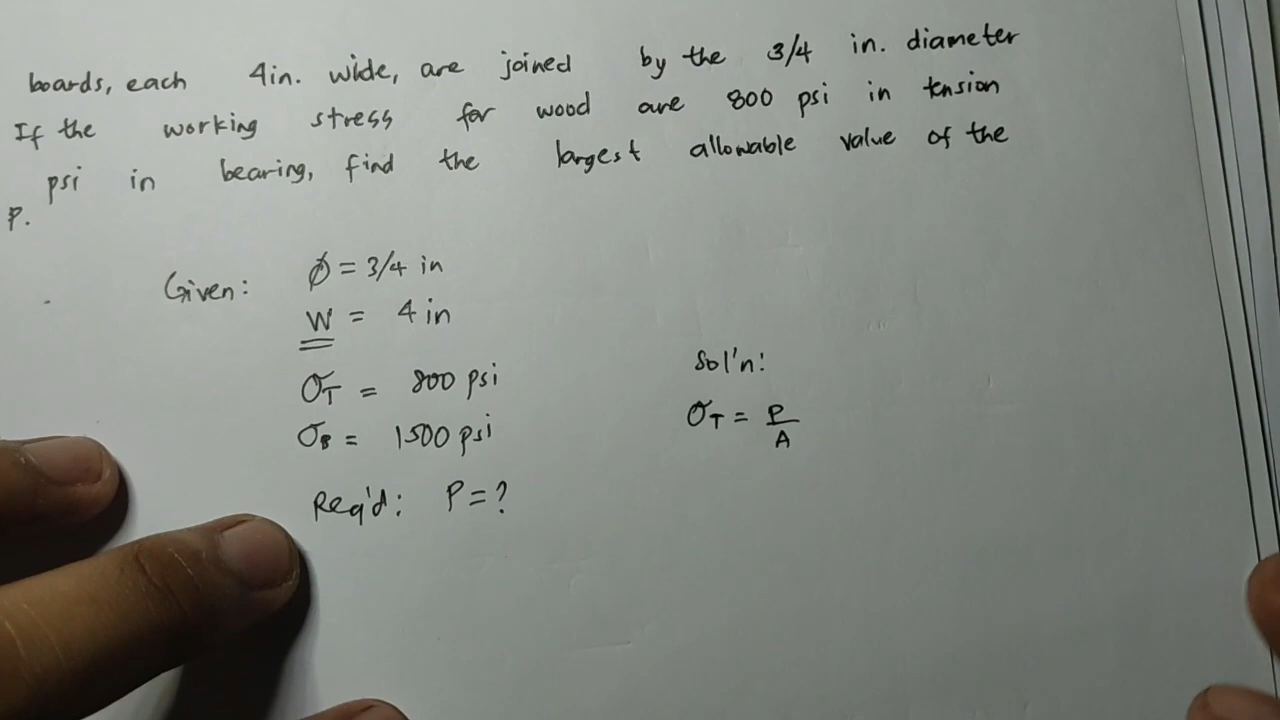 boards, each 4in. wide, are joined by the 3/4 in. diameter
If the working stress for wood are 800 psi in tension
psi in bearing, find the largest allowable value of the
P.
Given: ϕ = 3/4 in
W = 4 in
σT = 800 psi
σB = 1500 psi
Req'd: P = ?
Sol'n:
σT = P/A